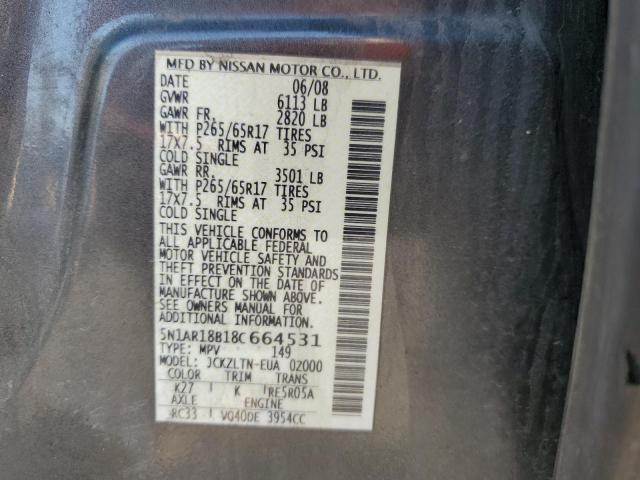 MFD BY NISSAN MOTOR CO., LTD.
DATE 06/08
GVWR 6113 LB
GAWR FR. 2820 LB
WITH P265/65R17 TIRES
17X7.5 RIMS AT 35 PSI
COLD SINGLE
GAWR RR. 3501 LB
WITH P265/65R17 TIRES
17X7.5 RIMS AT 35 PSI
COLD SINGLE
THIS VEHICLE CONFORMS TO
ALL APPLICABLE FEDERAL
MOTOR VEHICLE SAFETY AND
THEFT PREVENTION STANDARDS
IN EFFECT ON THE DATE OF
MANUFACTURE SHOWN ABOVE.
SEE OWNERS MANUAL FOR
ADDITIONAL INFORMATION.
5N1AR18B18C664531
TYPE: MPV 149
MODEL: JCKZLTN-EUA 02000
COLOR TRIM TRANS
K27 K RE5R05A
AXLE ENGINE
RC33 VQ40DE 3954CC